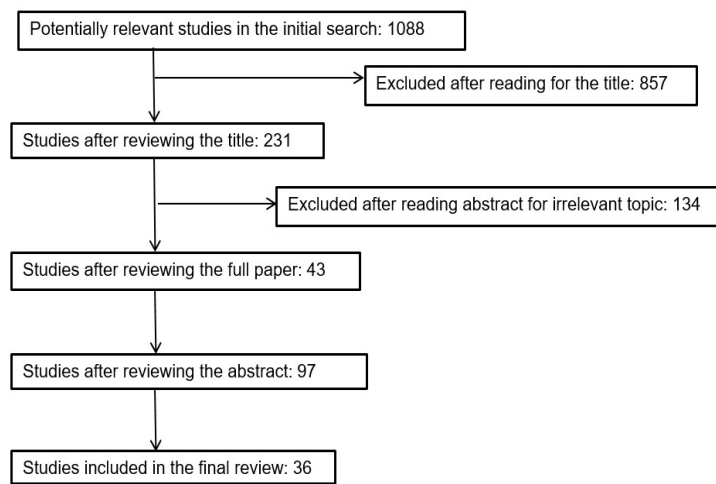 Potentially relevant studies in the initial search: 1088
Excluded after reading for the title: 857
Studies after reviewing the title: 231
Excluded after reading abstract for irrelevant topic: 134
Studies after reviewing the full paper: 43
Studies after reviewing the abstract: 97
Studies included in the final review: 36